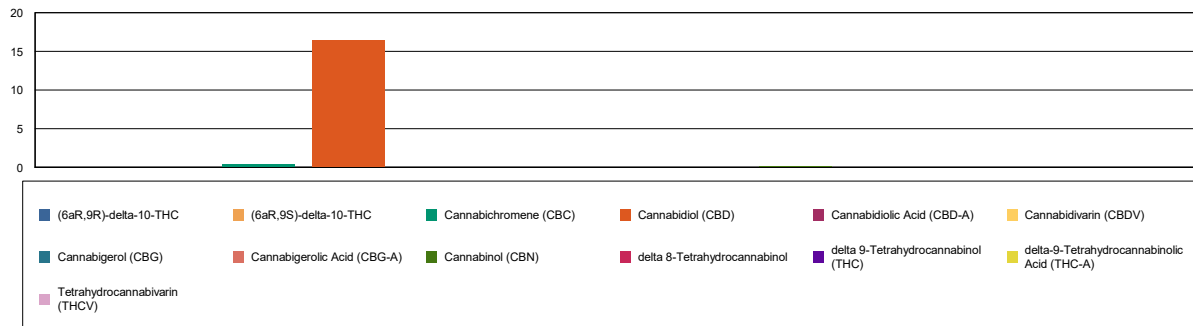 20
15
10
5
0
(6aR,9R)-delta-10-THC
(6aR,9S)-delta-10-THC
Cannabichromene (CBC)
Cannabidiol (CBD)
Cannabidiolic Acid (CBD-A)
Cannabidivarin (CBDV)
Cannabigerol (CBG)
Cannabigerolic Acid (CBG-A)
Cannabinol (CBN)
delta 8-Tetrahydrocannabinol
delta 9-Tetrahydrocannabinol
(THC)
delta-9-Tetrahydrocannabinolic
Acid (THC-A)
Tetrahydrocannabivarin
(THCV)